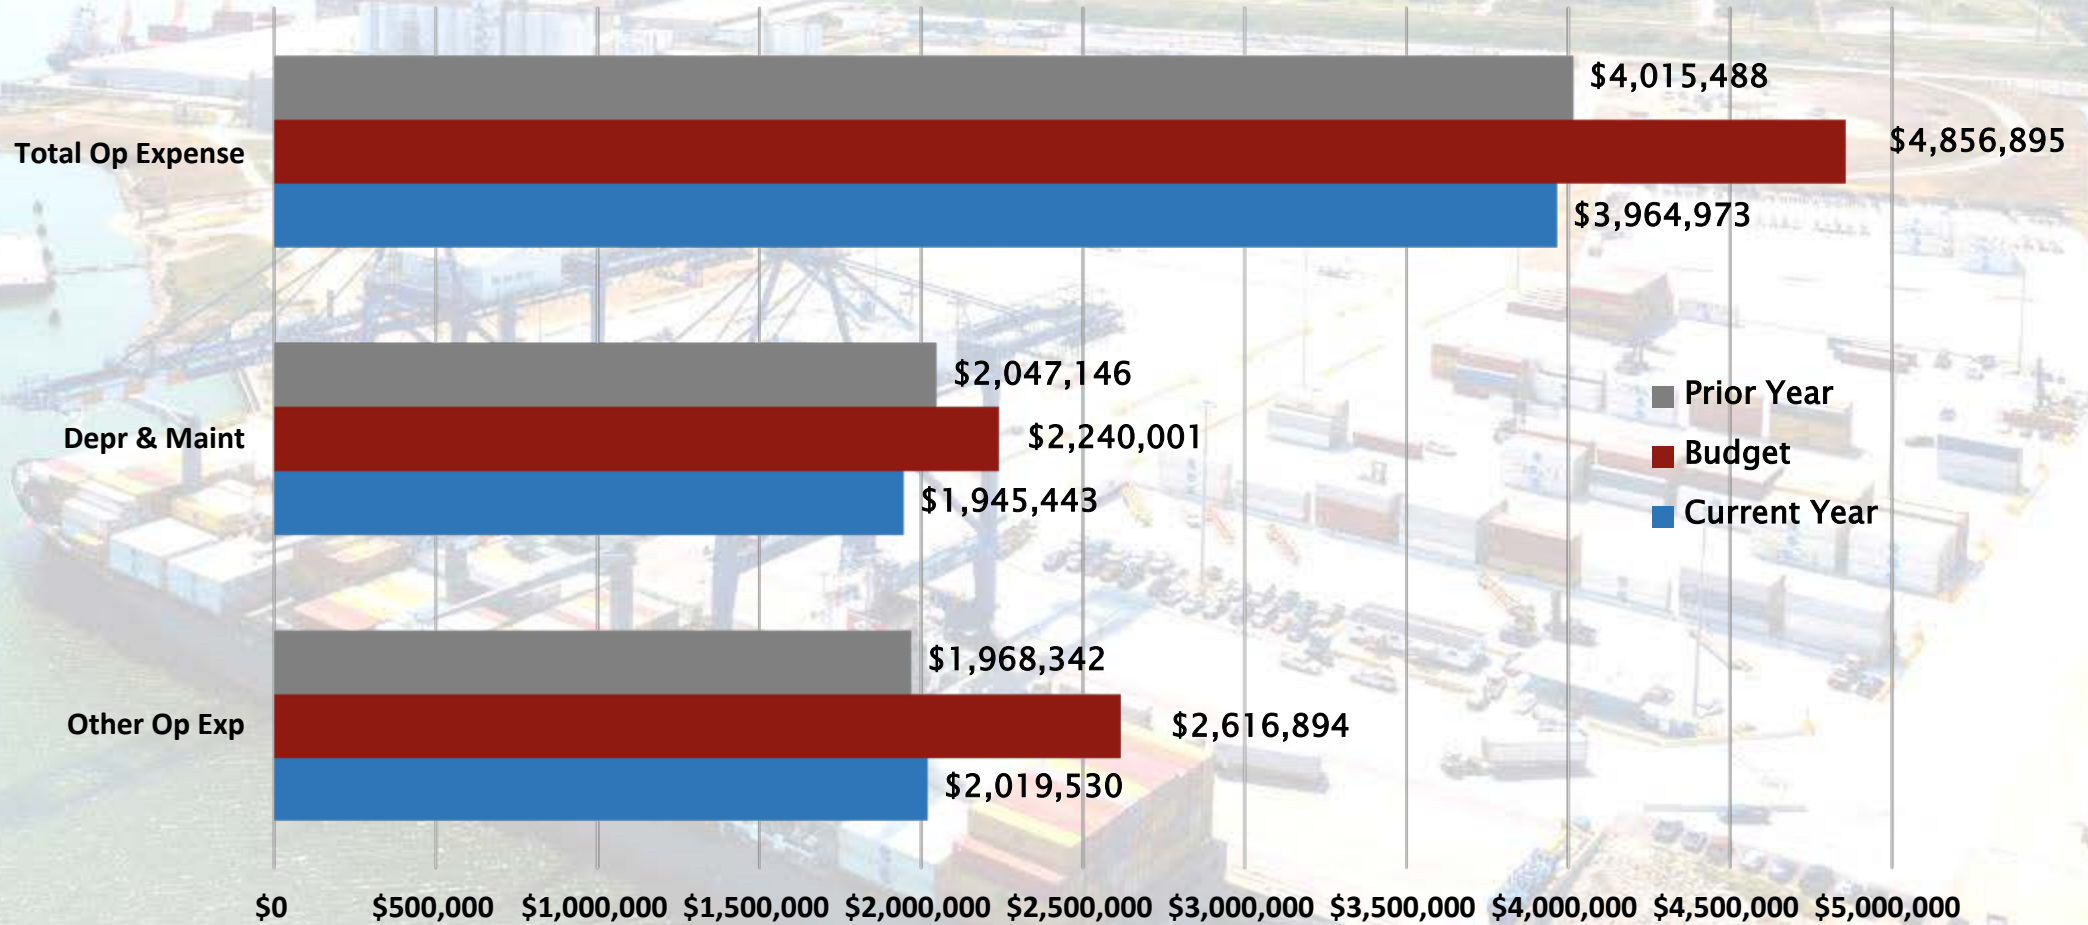 $4,015,488
Total Op Expense
$4,856,895
$3,964,973
$2,047,146
Depr & Maint
$2,240,001
$1,945,443
Prior Year
Budget
Current Year
$1,968,342
Other Op Exp
$2,616,894
$2,019,530
$0 $500,000 $1,000,000 $1,500,000 $2,000,000 $2,500,000 $3,000,000 $3,500,000 $4,000,000 $4,500,000 $5,000,000